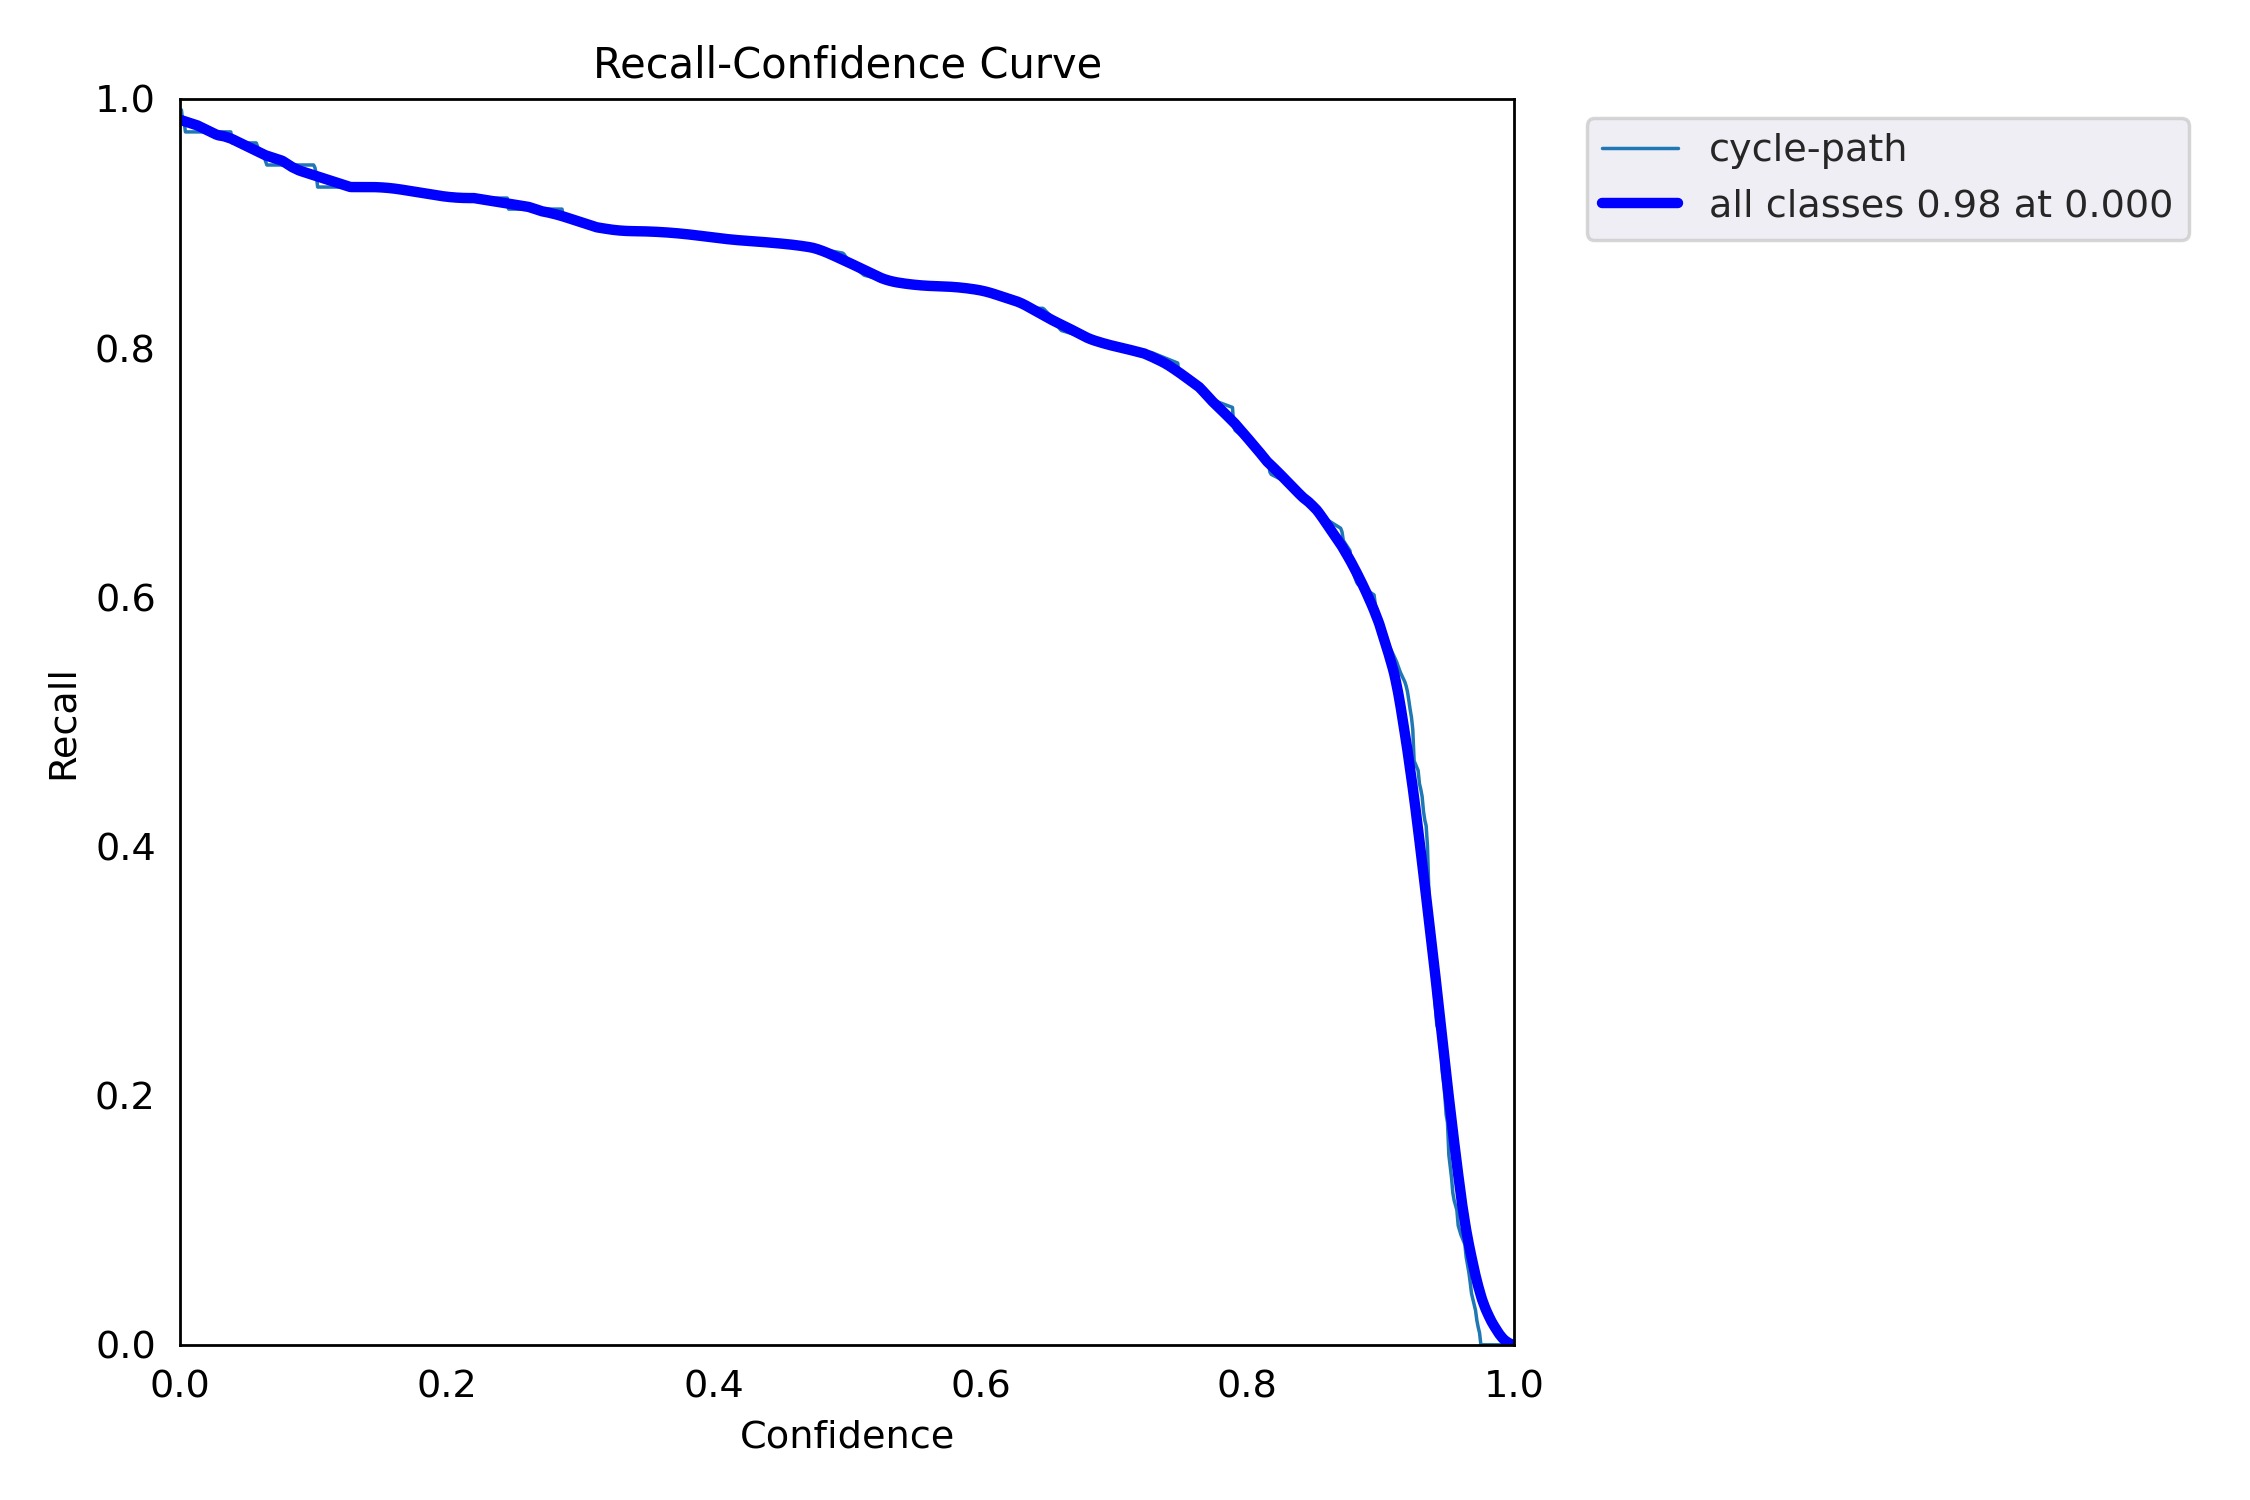 Recall-Confidence Curve
1.0
0.8
0.6
0.4
0.2
0.0
Recall
0.0 0.2 0.4 0.6 0.8 1.0
Confidence
cycle-path
all classes 0.98 at 0.000